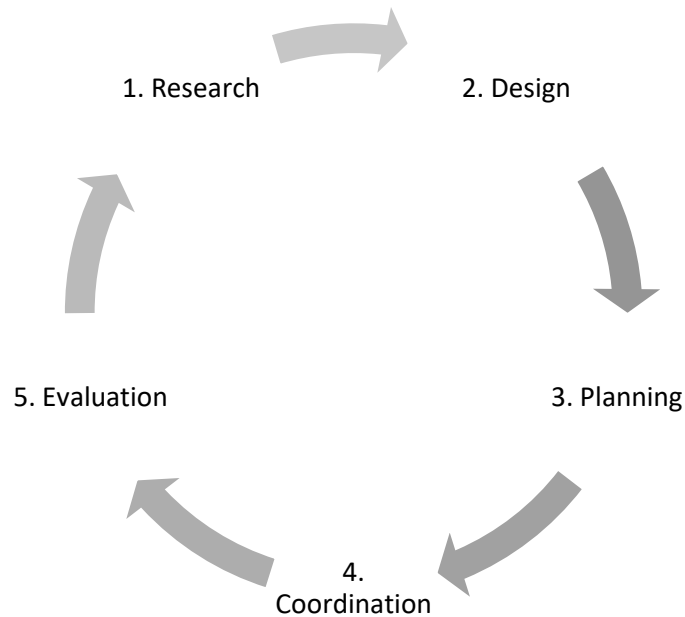 1. Research
2. Design
3. Planning
4.
Coordination
5. Evaluation